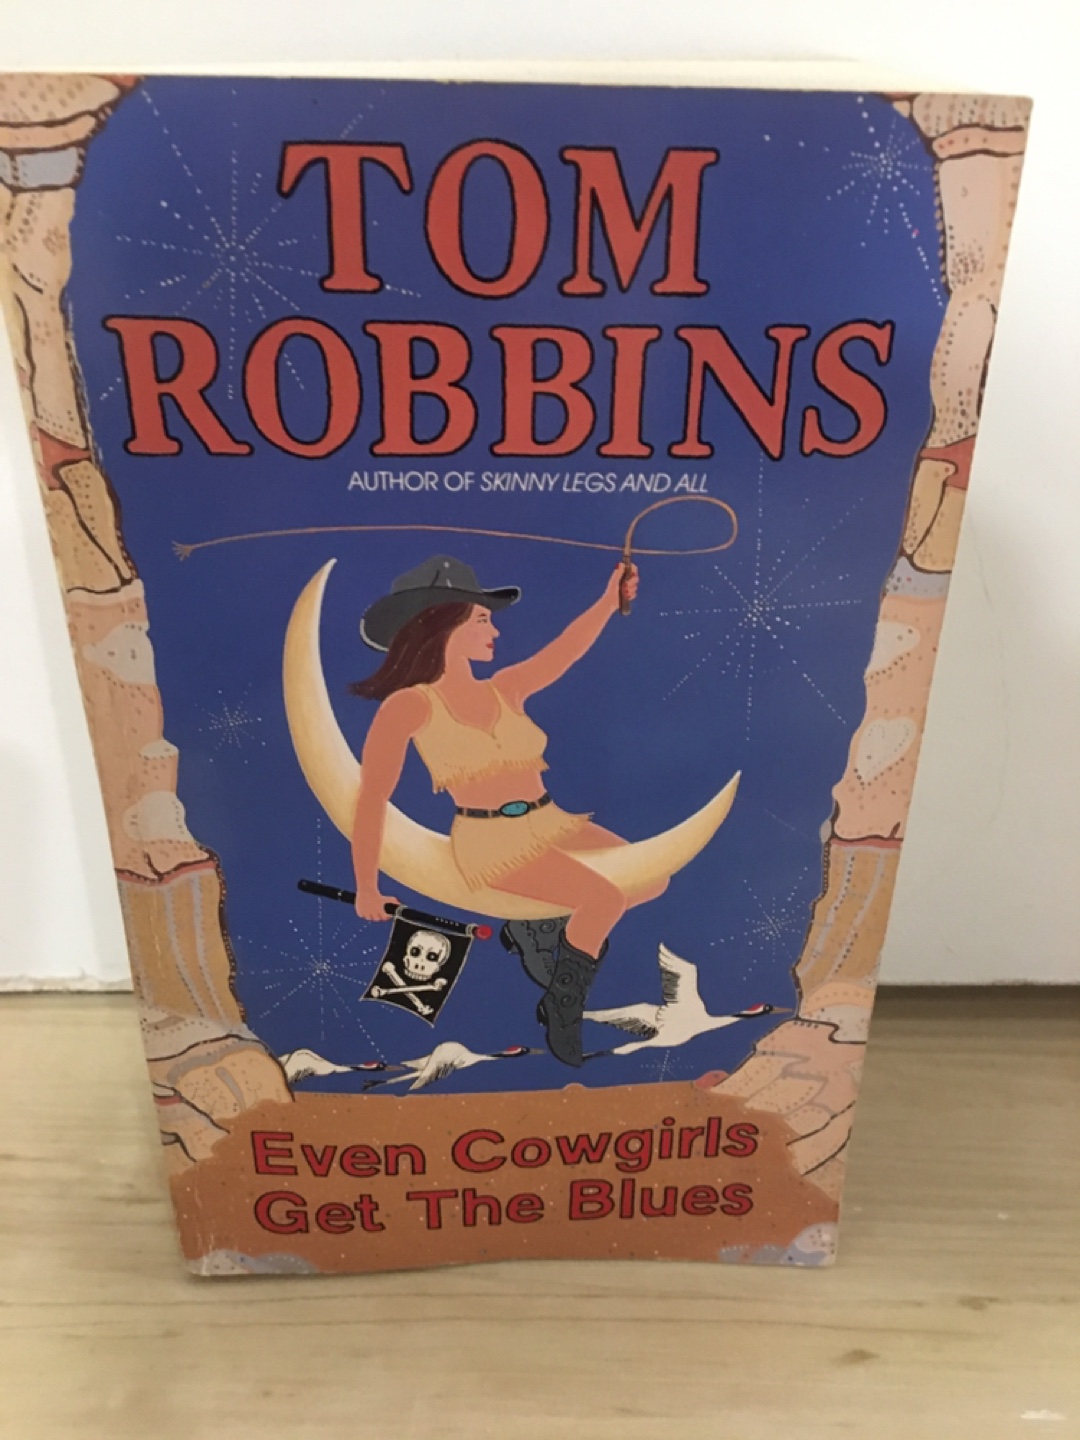 TOM
ROBBINS
AUTHOR OF SKINNY LEGS AND ALL
Even Cowgirls
Get The Blues